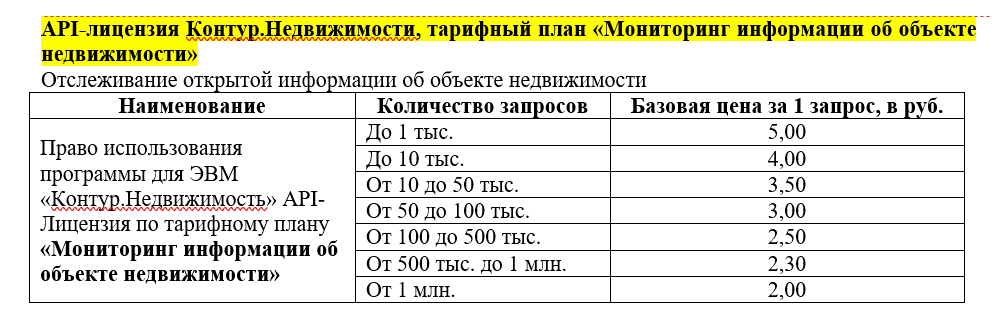 API-лицензия Контур.Недвижимости, тарифный план «Мониторинг информации об объекте
недвижимости»
Отслеживание открытой информации об объекте недвижимости
Наименование Количество запросов Базовая цена за 1 запрос, в руб.
Право использования
программы для ЭВМ
«Контур.Недвижимость» API-
Лицензия по тарифному плану
«Мониторинг информации об
объекте недвижимости»
До 1 тыс. 5,00
До 10 тыс. 4,00
От 10 до 50 тыс. 3,50
От 50 до 100 тыс. 3,00
От 100 до 500 тыс. 2,50
От 500 тыс. до 1 млн. 2,30
От 1 млн. 2,00